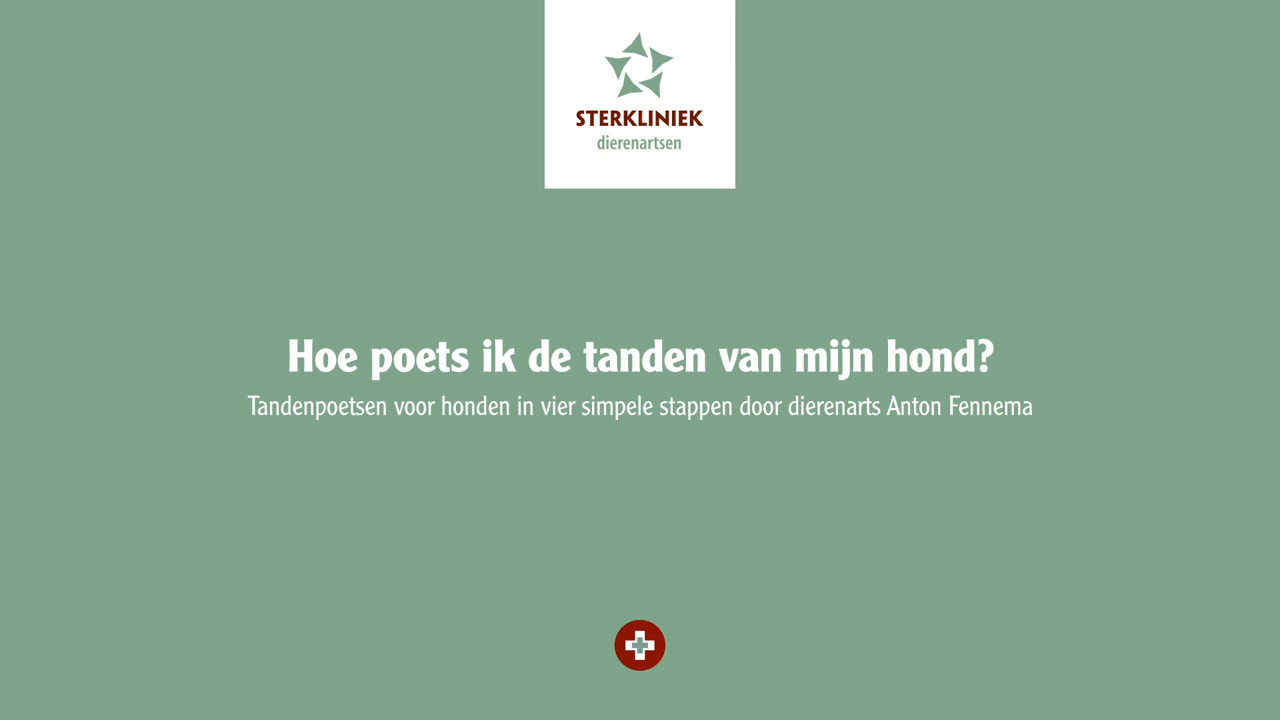 STERKLINIEK
dierenartsen
Hoe poets ik de tanden van mijn hond?
Tandenpoetsen voor honden in vier simpele stappen door dierenarts Anton Fennema